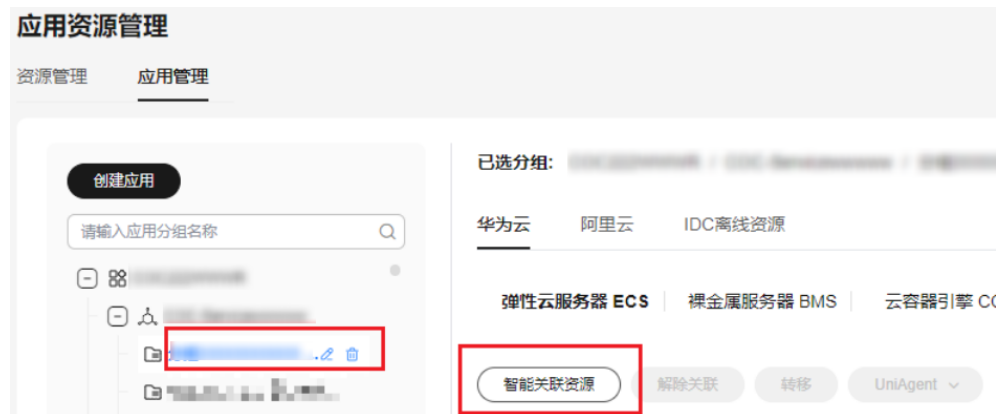 应用资源管理
资源管理 应用管理
创建应用
请输入应用分组名称
已选分组:
华为云 阿里云 IDC离线资源
弹性云服务器 ECS 裸金属服务器 BMS 云容器引擎 CC
智能关联资源 解除关联 转移 UniAgent